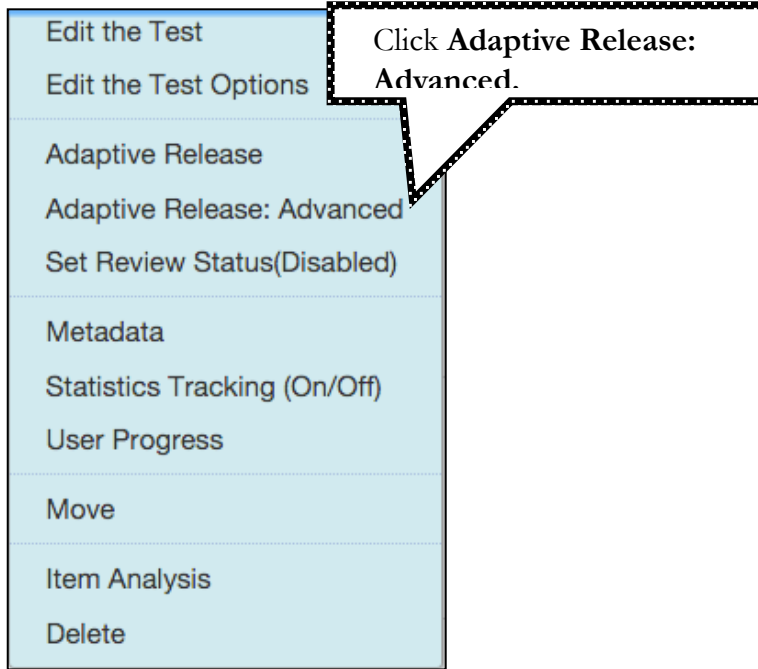 Edit the Test
Edit the Test Options
Click Adaptive Release:
Advanced.
Adaptive Release
Adaptive Release: Advanced
Set Review Status(Disabled)
Metadata
Statistics Tracking (On/Off)
User Progress
Move
Item Analysis
Delete